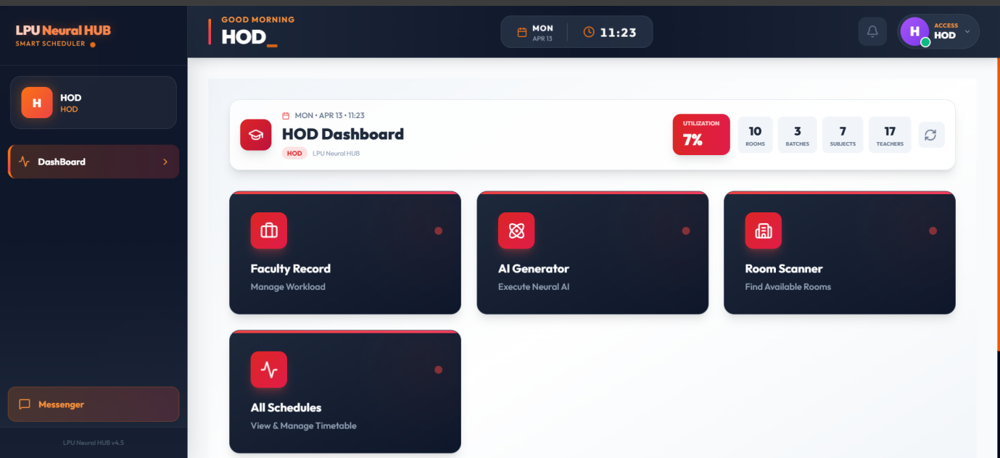 LPU Neural HUB
SMART SCHEDULER
H
HOD
HOD
DashBoard
Messenger
LPU Neural HUB v4.5
GOOD MORNING
HOD_
MON
APR 13
11:23
H
ACCESS
HOD
MON • APR 13 • 11:23
HOD Dashboard
HOD
LPU Neural HUB
UTILIZATION
7%
10
ROOMS
3
BATCHES
7
SUBJECTS
17
TEACHERS
Faculty Record
Manage Workload
AI Generator
Execute Neural AI
Room Scanner
Find Available Rooms
All Schedules
View & Manage Timetable